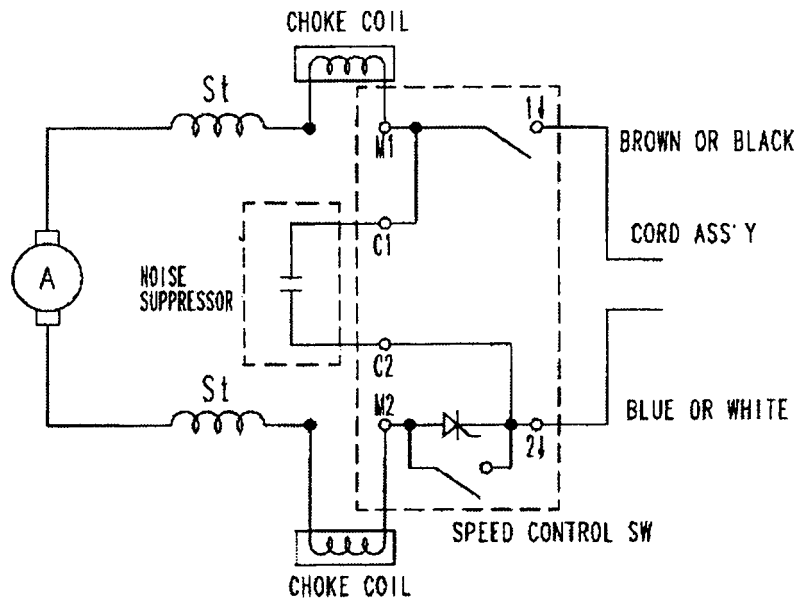 CHOKE COIL
St
M1
1↓
BROWN OR BLACK
C1
CORD ASS'Y
A
NOISE
SUPPRESSOR
C2
St
M2
BLUE OR WHITE
2↓
SPEED CONTROL SW
CHOKE COIL